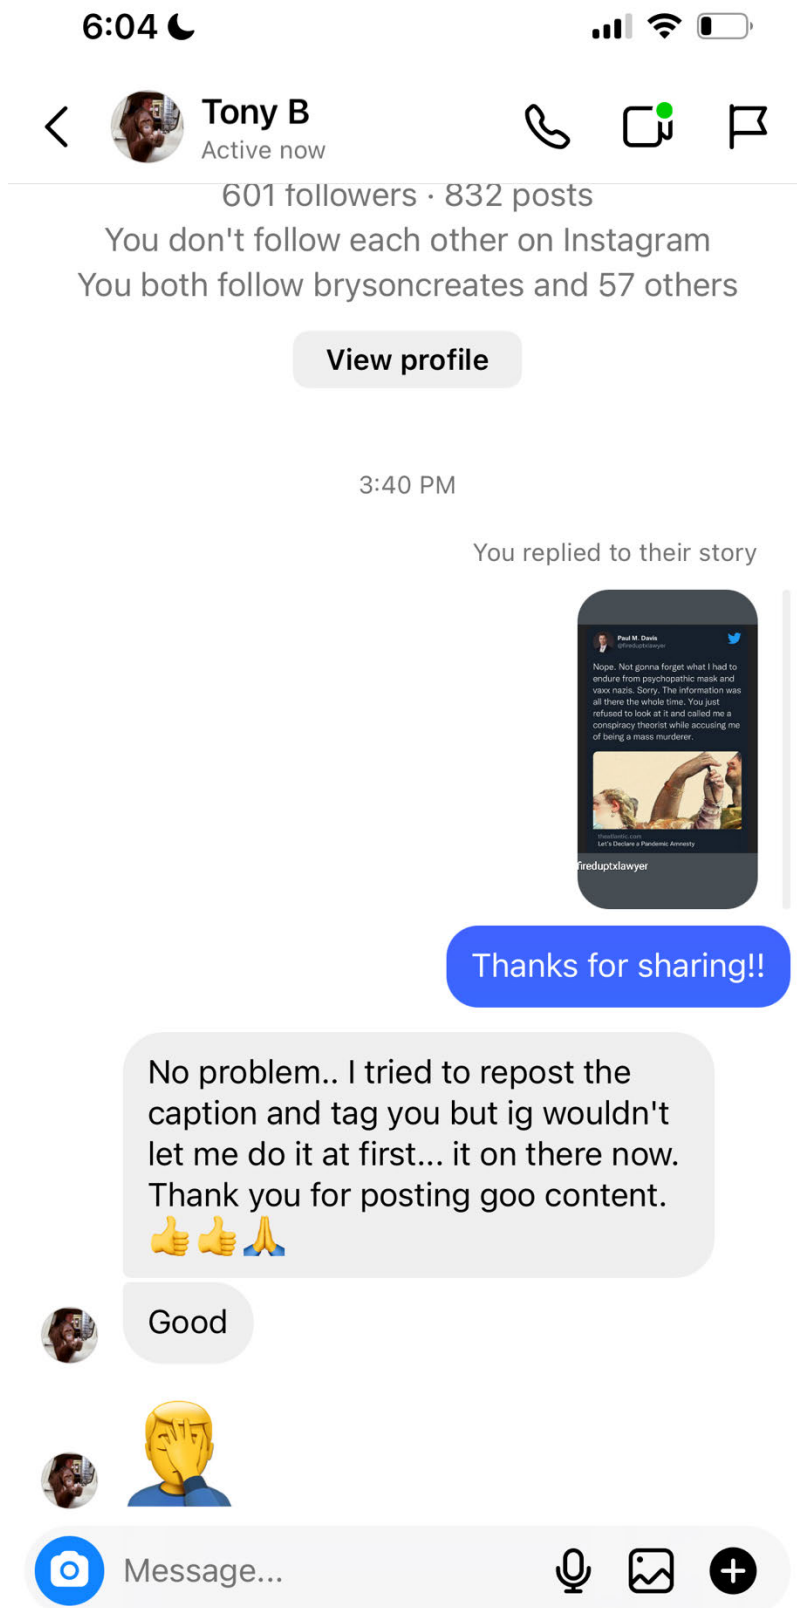 6:04
Tony B
Active now
601 followers · 832 posts
You don't follow each other on Instagram
You both follow brysoncreates and 57 others
View profile
3:40 PM
You replied to their story
Paul M. Davis
@fireduptxlawyer
Nope. Not gonna forget what I had to
endure from psychopathic mask and
vaxx nazis. Sorry. The information was
all there the whole time. You just
refused to look at it and called me a
conspiracy theorist while accusing me
of being a mass murderer.
theatlantic.com
Let's Declare a Pandemic Amnesty
fireduptxlawyer
Thanks for sharing!!
No problem.. I tried to repost the
caption and tag you but ig wouldn't
let me do it at first... it on there now.
Thank you for posting goo content.
👍👍🙏
Good
🤦‍♂️
Message...